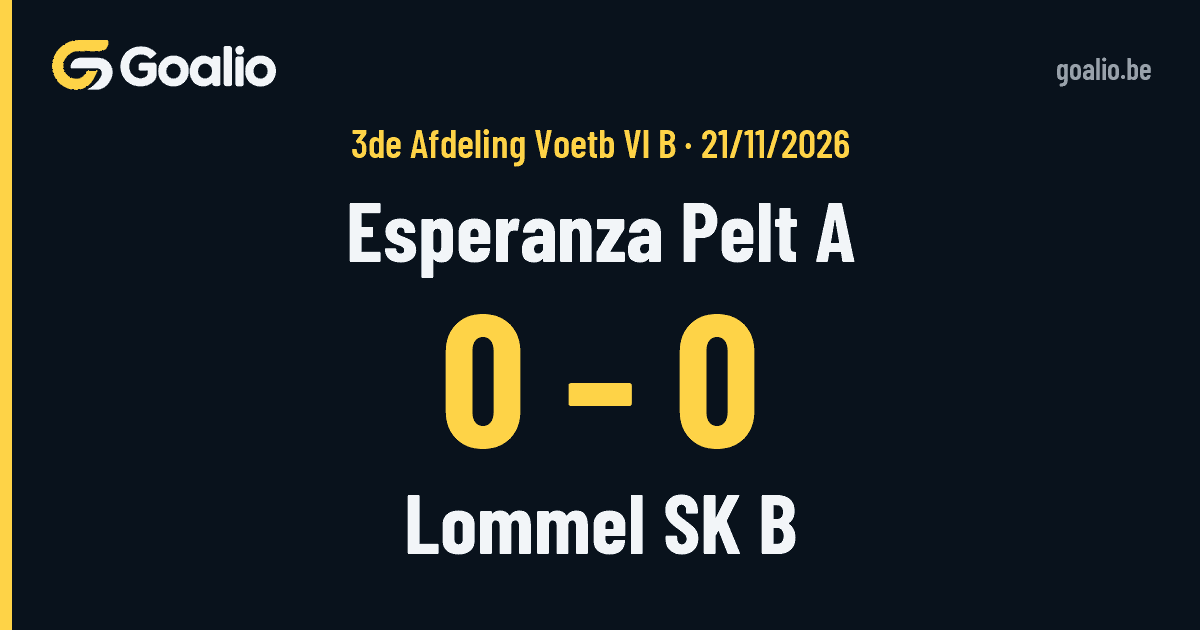 Goalio
goalio.be
3de Afdeling Voetb Vl B · 21/11/2026
Esperanza Pelt A
0 - 0
Lommel SK B